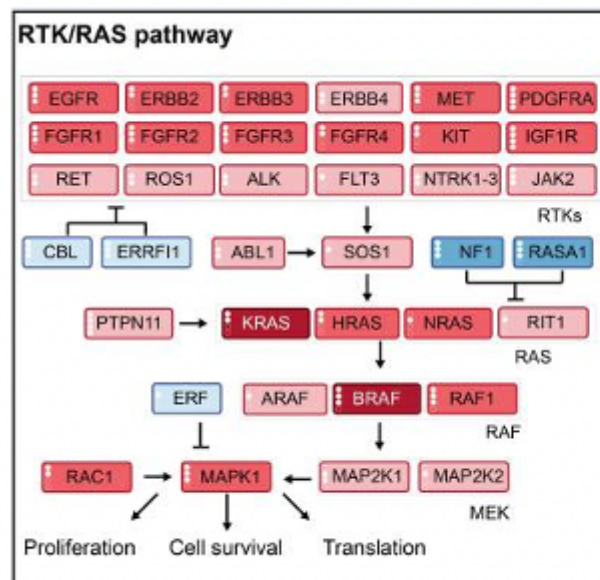 RTK/RAS pathway
EGFR ERBB2 ERBB3 ERBB4 MET PDGFRA
FGFR1 FGFR2 FGFR3 FGFR4 KIT IGF1R
RET ROS1 ALK FLT3 NTRK1-3 JAK2
RTKs
CBL ERRFI1 ABL1 SOS1 NF1 RASA1
PTPN11 KRAS HRAS NRAS RIT1
RAS
ERF ARAF BRAF RAF1
RAF
RAC1 MAPK1 MAP2K1 MAP2K2
MEK
Proliferation Cell survival Translation